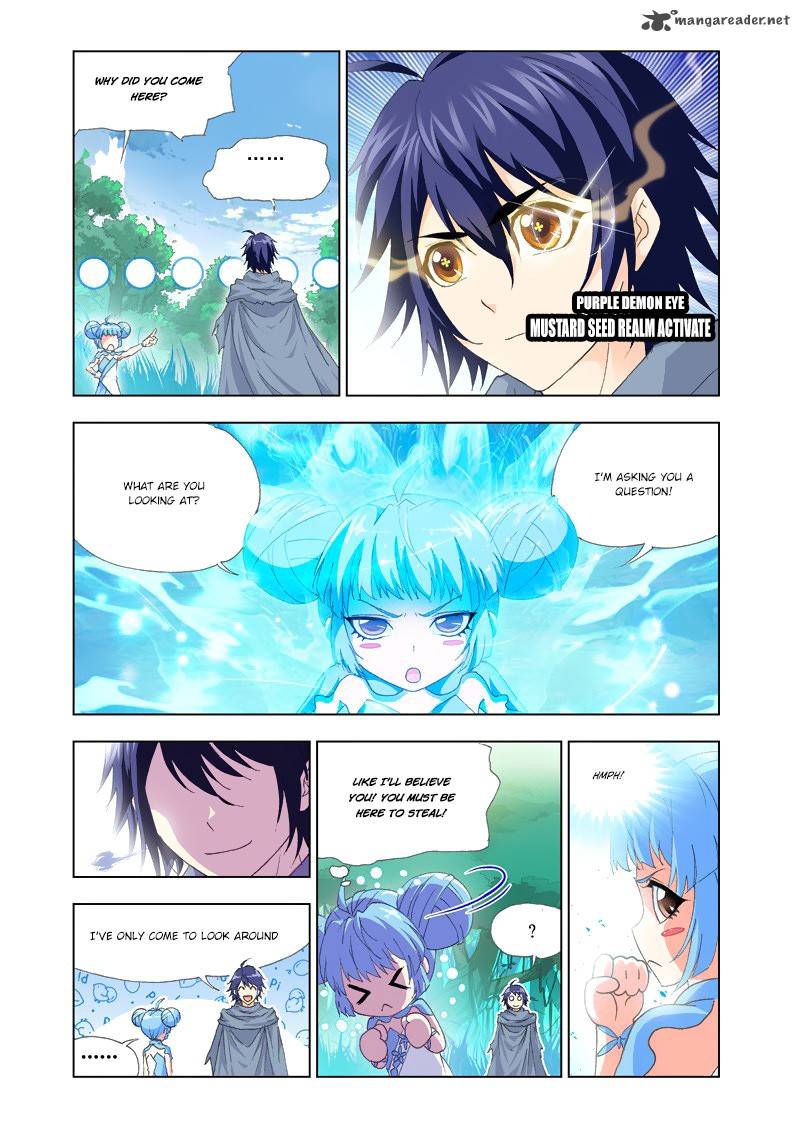 mangareader.net
WHY DID YOU COME
HERE?
......
PURPLE DEMON EYE
MUSTARD SEED REALM ACTIVATE
WHAT ARE YOU
LOOKING AT?
I'M ASKING YOU A
QUESTION!
I'VE ONLY COME TO LOOK AROUND
......
LIKE I'LL BELIEVE
YOU! YOU MUST BE
HERE TO STEAL!
?
HMPH!